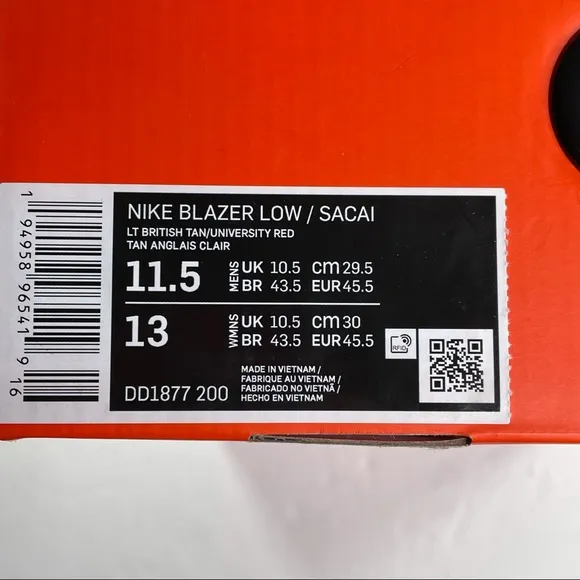 NIKE BLAZER LOW / SACAI
LT BRITISH TAN/UNIVERSITY RED
TAN ANGLAIS CLAIR
11.5 MENS UK 10.5 CM 29.5
BR 43.5 EUR 45.5
13 WMNS UK 10.5 CM 30
BR 43.5 EUR 45.5
RFID
MADE IN VIETNAM /
FABRIQUE AU VIETNAM /
FABRICADO NO VIETNÃ /
HECHO EN VIETNAM
DD1877 200
1 94958 96541 9 16